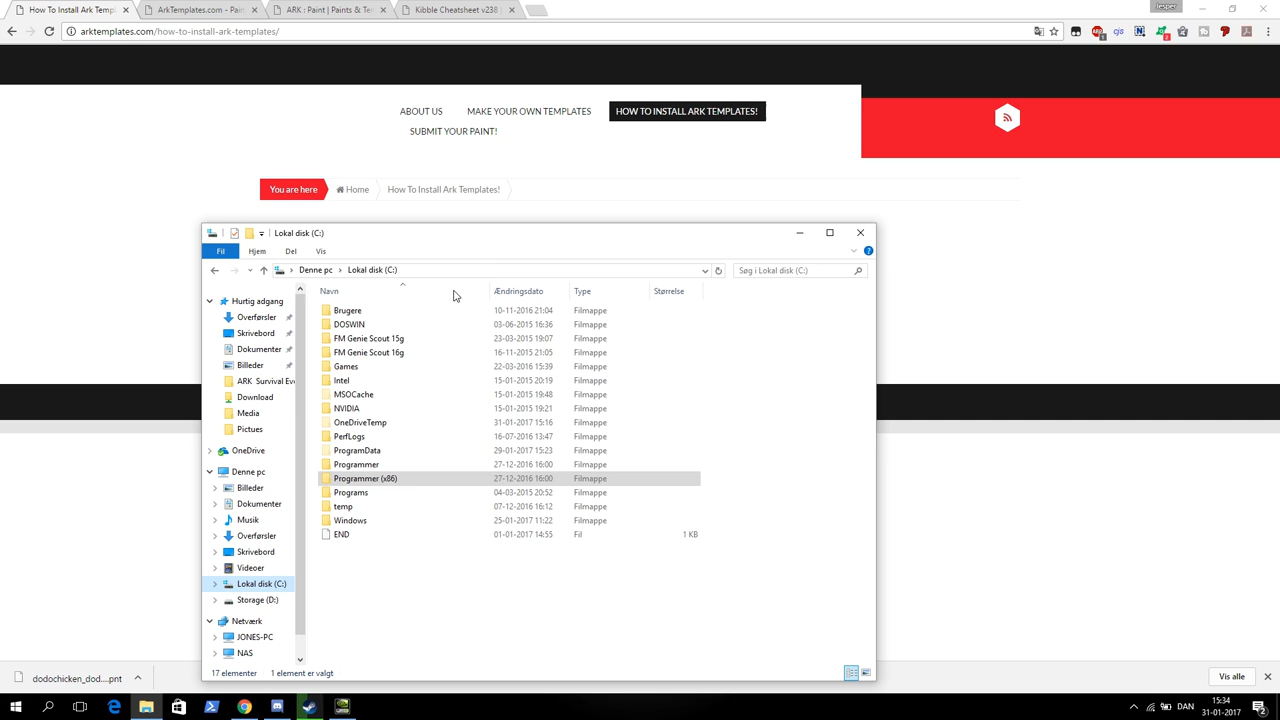 How To Install Ark Templ
ArkTemplates.com - Pain
ARK : Paint | Paints & Te
Kibble Cheatsheet v238 |
Jesper
arktemplates.com/how-to-install-ark-templates/
ABOUT US
MAKE YOUR OWN TEMPLATES
HOW TO INSTALL ARK TEMPLATES!
SUBMIT YOUR PAINT!
You are here
Home
How To Install Ark Templates!
Lokal disk (C:)
Fil
Hjem
Del
Vis
Denne pc
Lokal disk (C:)
Søg i Lokal disk (C:)
Navn
Ændringsdato
Type
Størrelse
Hurtig adgang
Overførsler
Skrivebord
Dokumenter
Billeder
ARK Survival Evo
Download
Media
Pictues
OneDrive
Denne pc
Billeder
Dokumenter
Musik
Overførsler
Skrivebord
Videoer
Lokal disk (C:)
Storage (D:)
Netværk
JONES-PC
NAS
Brugere 10-11-2016 21:04 Filmappe
DOSWIN 03-06-2015 16:36 Filmappe
FM Genie Scout 15g 23-03-2015 19:07 Filmappe
FM Genie Scout 16g 16-11-2015 21:05 Filmappe
Games 22-03-2016 15:39 Filmappe
Intel 15-01-2015 20:19 Filmappe
MSOCache 15-01-2015 19:48 Filmappe
NVIDIA 15-01-2015 19:21 Filmappe
OneDriveTemp 31-01-2017 15:16 Filmappe
PerfLogs 16-07-2016 13:47 Filmappe
ProgramData 29-01-2017 15:23 Filmappe
Programmer 27-12-2016 16:00 Filmappe
Programmer (x86) 27-12-2016 16:00 Filmappe
Programs 04-03-2015 20:52 Filmappe
temp 07-12-2016 16:12 Filmappe
Windows 25-01-2017 11:22 Filmappe
END 01-01-2017 14:55 Fil 1 KB
17 elementer
1 element er valgt
dodochicken_dod....pnt
Vis alle
DAN
15:34
31-01-2017